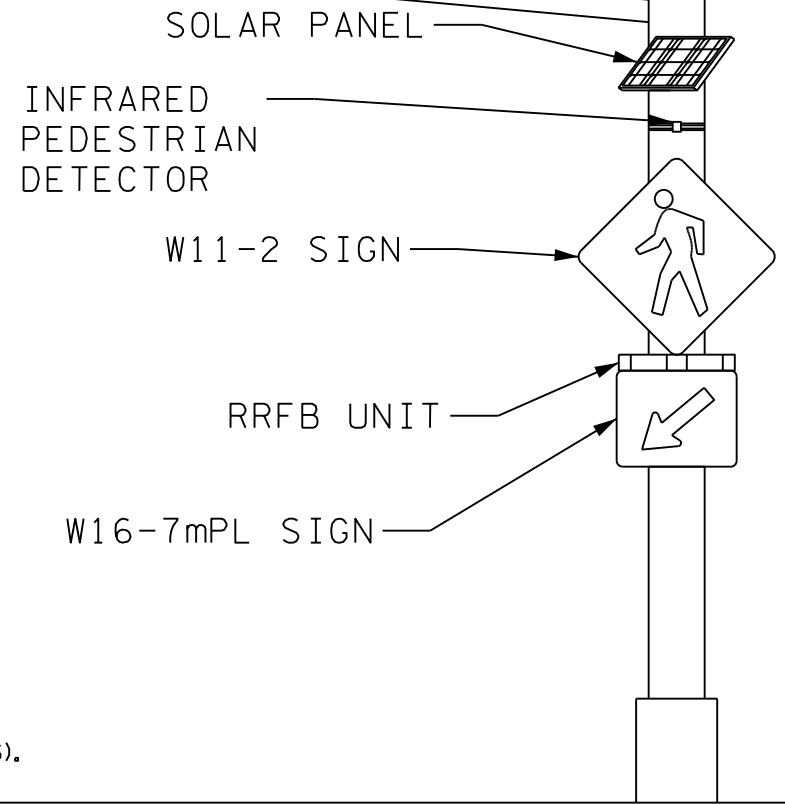 SOLAR PANEL
INFRARED
PEDESTRIAN
DETECTOR
W11-2 SIGN
RRFB UNIT
W16-7mPL SIGN
).